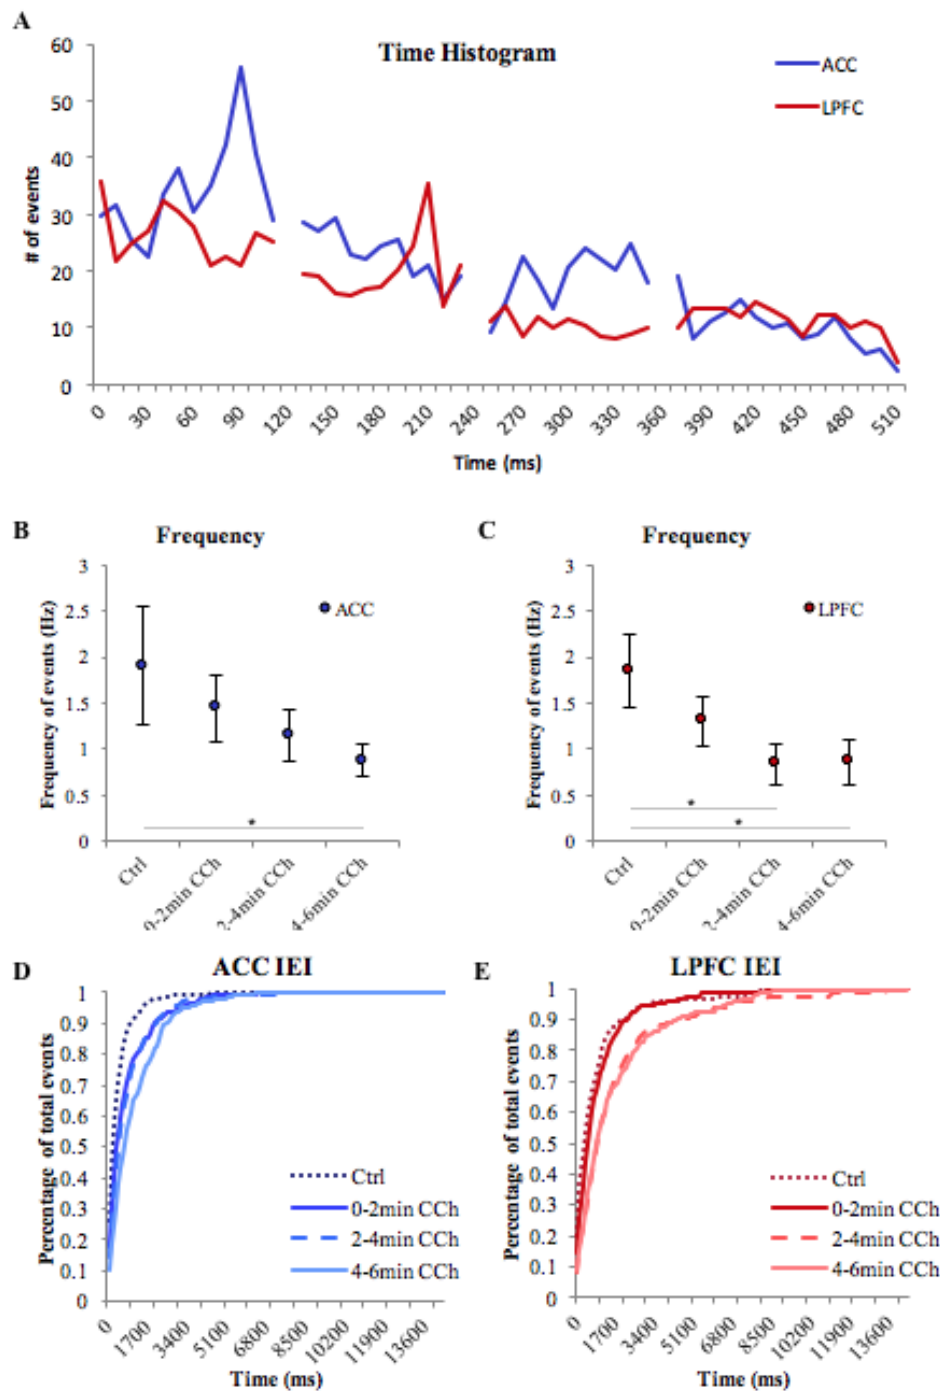 A
Time Histogram
ACC
LPFC
# of events
60
50
40
30
20
10
0
0 30 60 90 120 150 180 210 240 270 300 330 360 390 420 450 480 510
Time (ms)
B
Frequency
Frequency of events (Hz)
3
2.5
2
1.5
1
0.5
0
ACC
*
Ctrl 0-2min CCh 2-4min CCh 4-6min CCh
C
Frequency
Frequency of events (Hz)
3
2.5
2
1.5
1
0.5
0
LPFC
*
*
Ctrl 0-2min CCh 2-4min CCh 4-6min CCh
D
ACC IEI
Percentage of total events
1
0.9
0.8
0.7
0.6
0.5
0.4
0.3
0.2
0.1
0
Ctrl
0-2min CCh
2-4min CCh
4-6min CCh
0 1700 3400 5100 6800 8500 10200 11900 13600
Time (ms)
E
LPFC IEI
Percentage of total events
1
0.9
0.8
0.7
0.6
0.5
0.4
0.3
0.2
0.1
0
Ctrl
0-2min CCh
2-4min CCh
4-6min CCh
0 1700 3400 5100 6800 8500 10200 11900 13600
Time (ms)